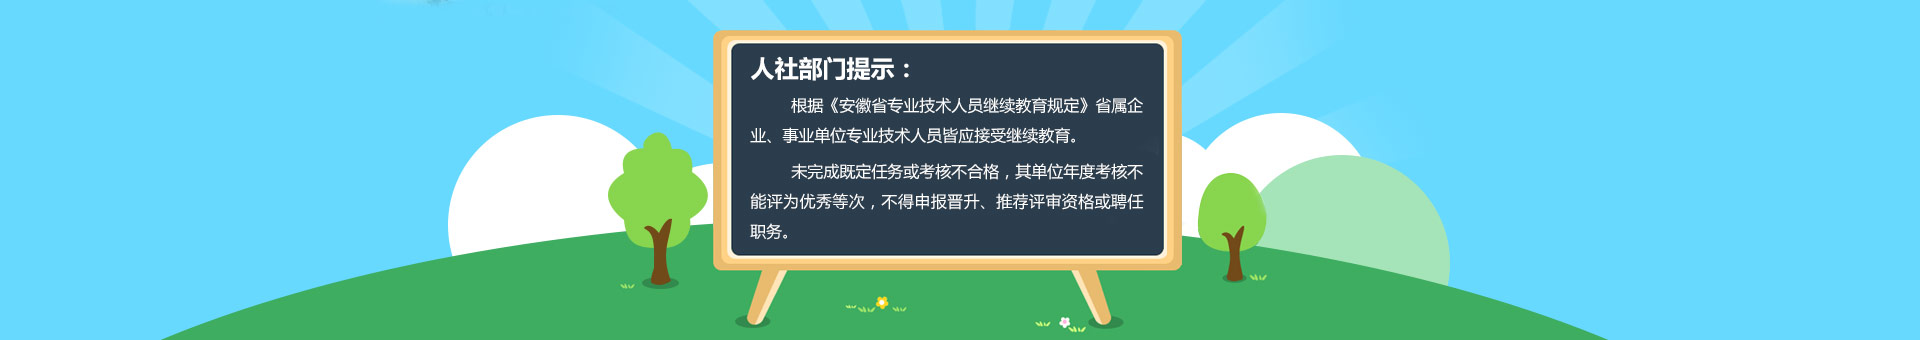 人社部门提示：
根据《安徽省专业技术人员继续教育规定》省属企
业、事业单位专业技术人员皆应接受继续教育。
未完成既定任务或考核不合格，其单位年度考核不
能评为优秀等次，不得申报晋升、推荐评审资格或聘任
职务。